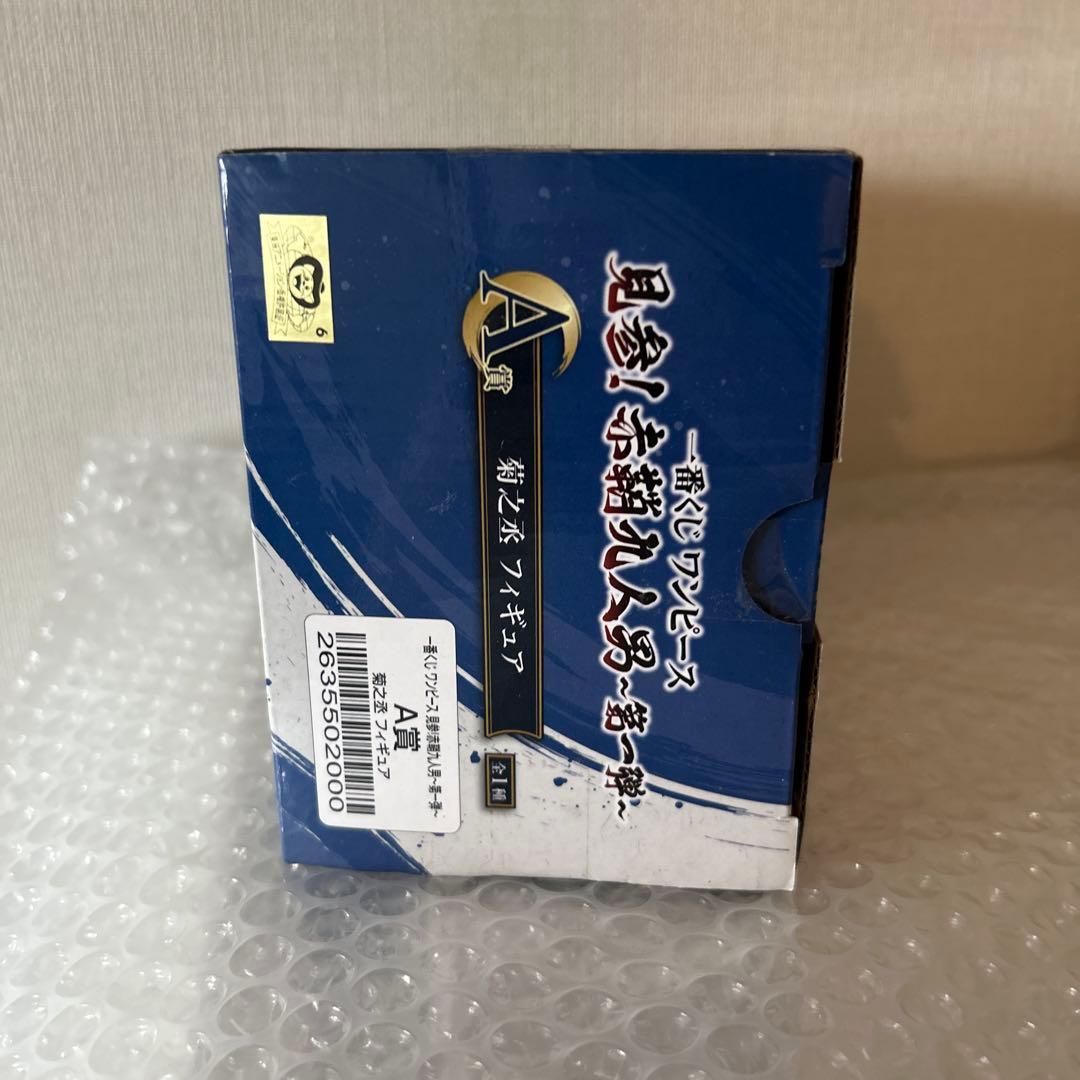 一番くじ ワンピース
見参!赤鞘九人男~第一弾~
A賞
菊之丞 フィギュア
全1種
一番くじ ワンピース 見参!赤鞘九人男~第一弾~
A賞
菊之丞 フィギュア
2635502000
6